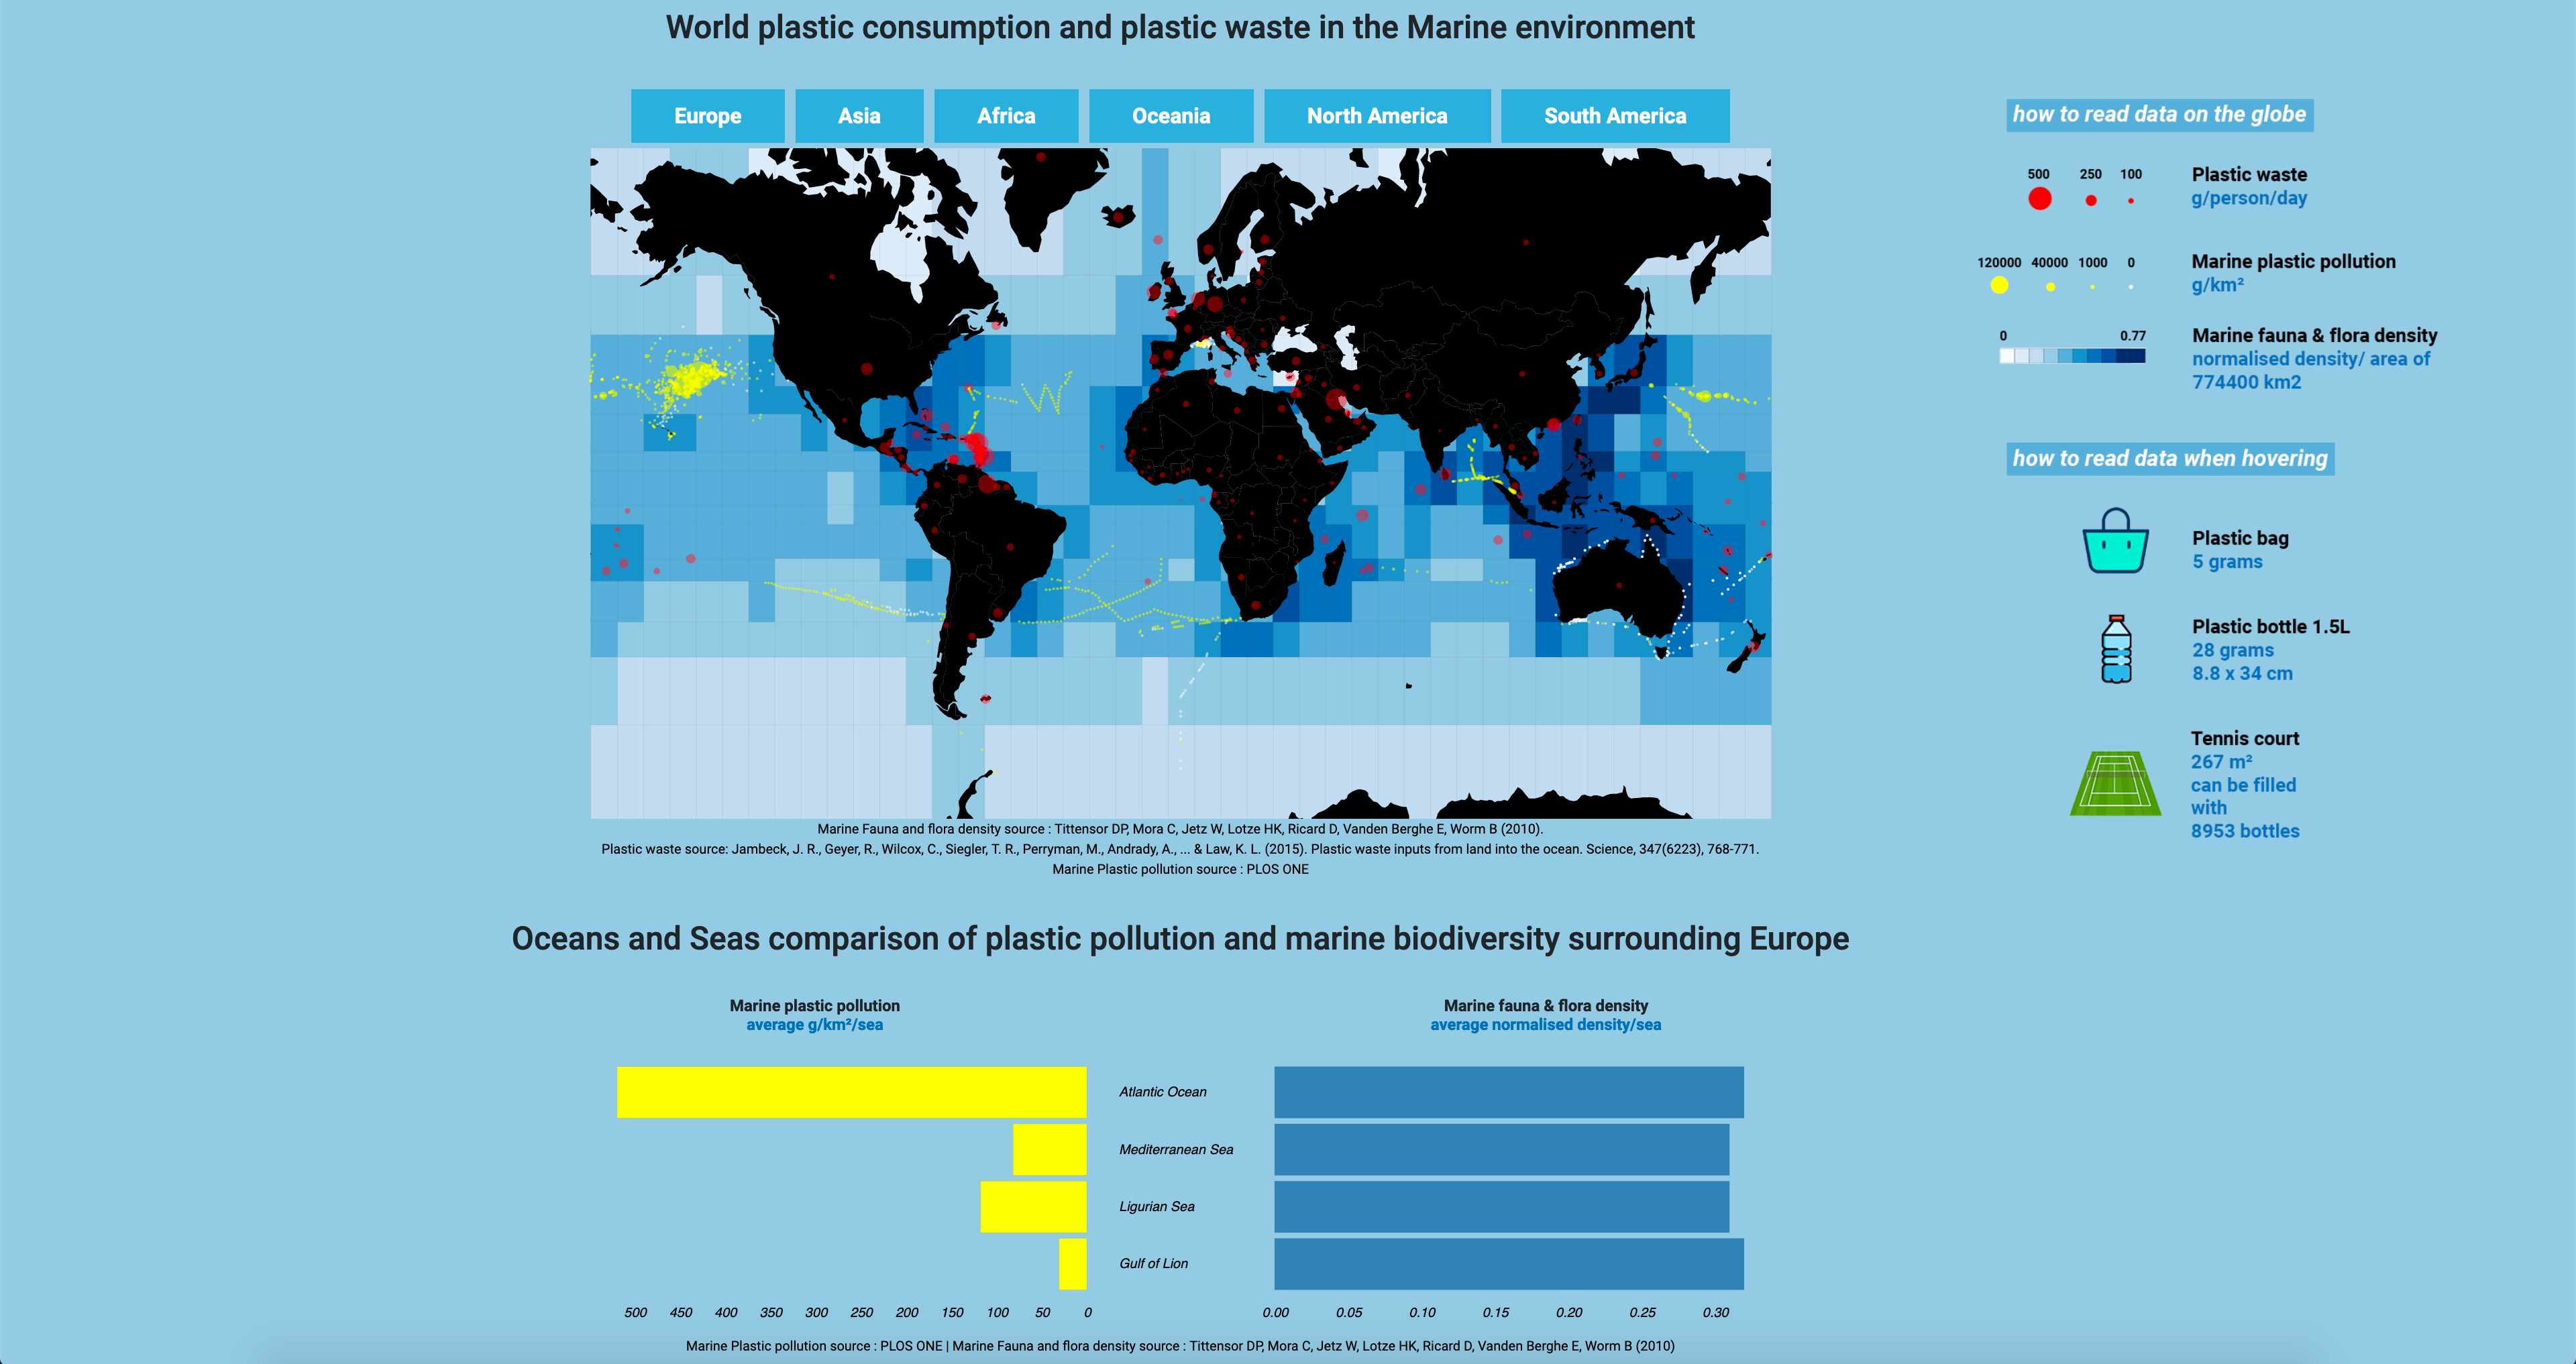 World plastic consumption and plastic waste in the Marine environment
Europe
Asia
Africa
Oceania
North America
South America
how to read data on the globe
500 250 100
Plastic waste
g/person/day
120000 40000 1000 0
Marine plastic pollution
g/km²
0 0.77
Marine fauna & flora density
normalised density/ area of
774400 km2
how to read data when hovering
Plastic bag
5 grams
Plastic bottle 1.5L
28 grams
8.8 x 34 cm
Tennis court
267 m²
can be filled
with
8953 bottles
Marine Fauna and flora density source : Tittensor DP, Mora C, Jetz W, Lotze HK, Ricard D, Vanden Berghe E, Worm B (2010).
Plastic waste source: Jambeck, J. R., Geyer, R., Wilcox, C., Siegler, T. R., Perryman, M., Andrady, A., ... & Law, K. L. (2015). Plastic waste inputs from land into the ocean. Science, 347(6223), 768-771.
Marine Plastic pollution source : PLOS ONE
Oceans and Seas comparison of plastic pollution and marine biodiversity surrounding Europe
Marine plastic pollution
average g/km²/sea
Marine fauna & flora density
average normalised density/sea
Atlantic Ocean
Mediterranean Sea
Ligurian Sea
Gulf of Lion
500 450 400 350 300 250 200 150 100 50 0
0.00 0.05 0.10 0.15 0.20 0.25 0.30
Marine Plastic pollution source : PLOS ONE | Marine Fauna and flora density source : Tittensor DP, Mora C, Jetz W, Lotze HK, Ricard D, Vanden Berghe E, Worm B (2010)